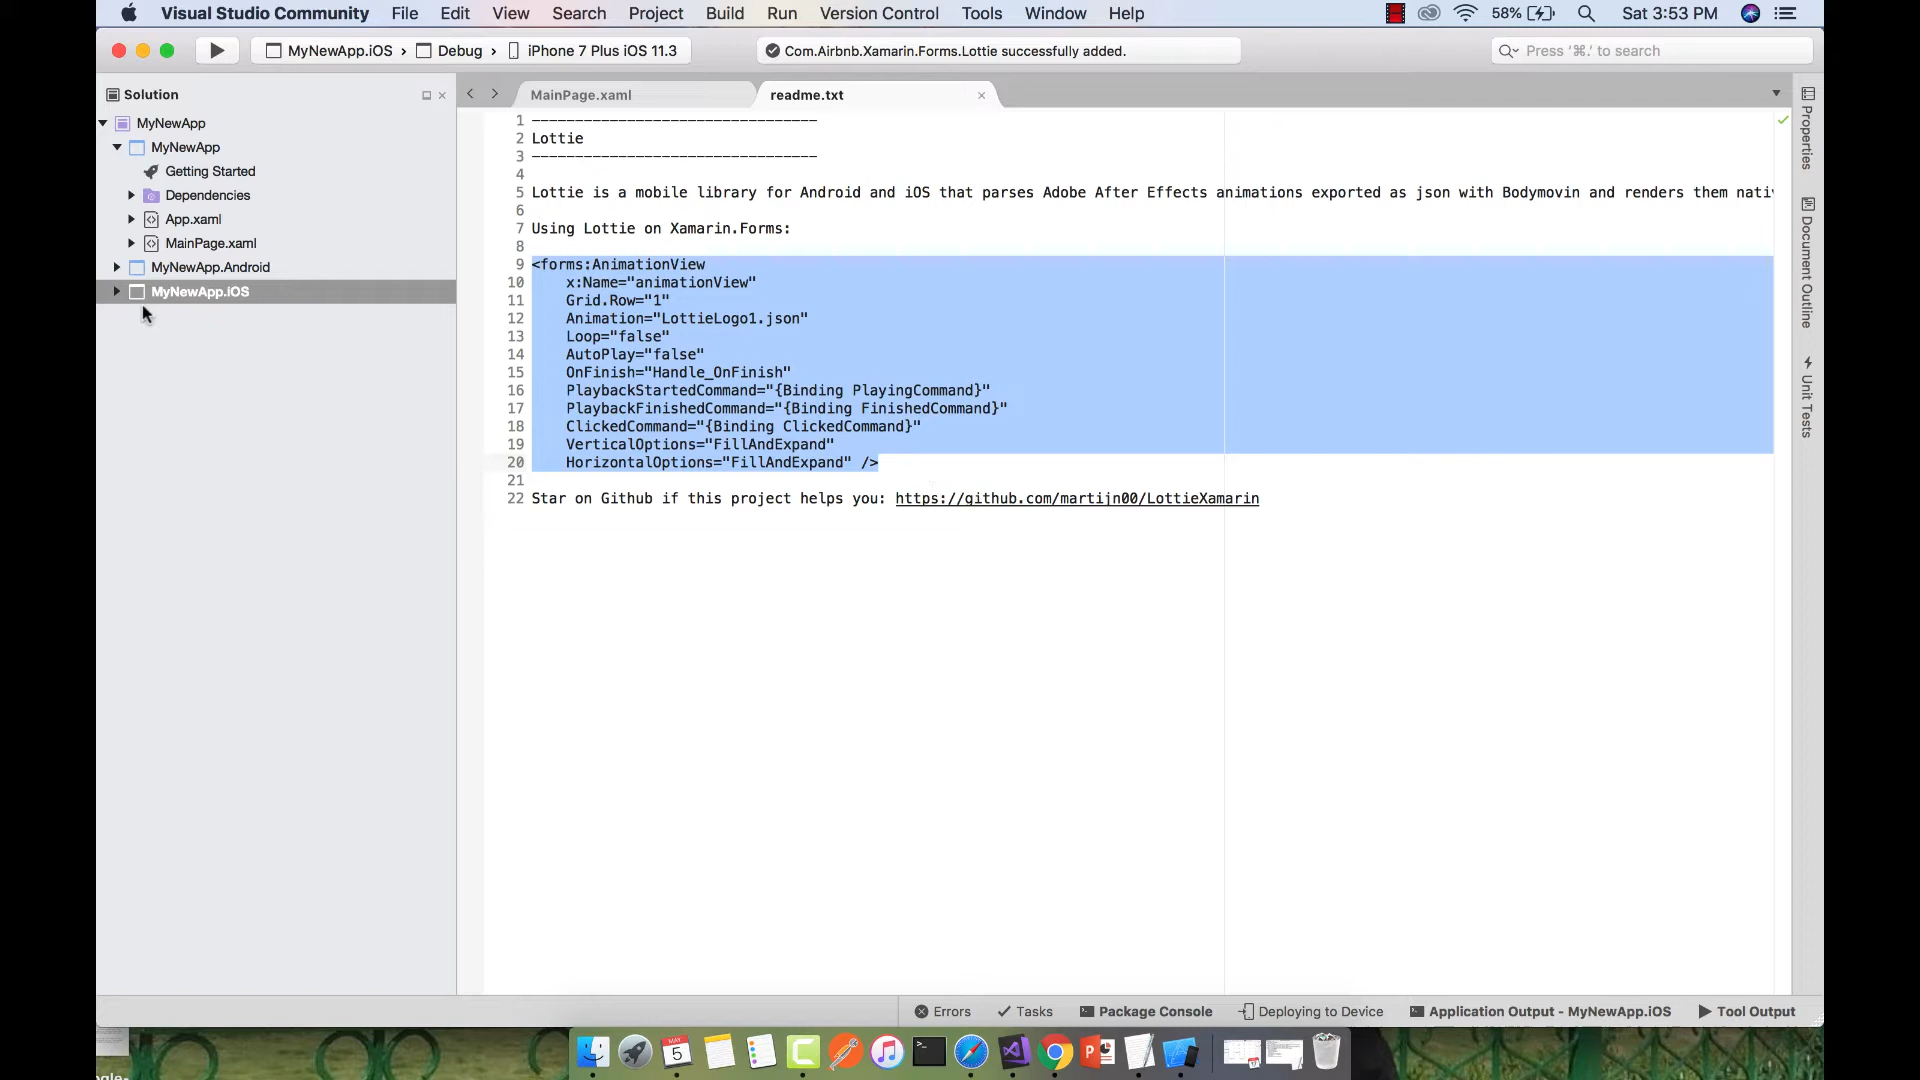 Visual Studio Community File Edit View Search Project Build Run Version Control Tools Window Help 58% Sat 3:53 PM
MyNewApp.iOS › Debug › iPhone 7 Plus iOS 11.3
Com.Airbnb.Xamarin.Forms.Lottie successfully added.
Press ‘⌘.’ to search
Solution
MyNewApp
MyNewApp
Getting Started
Dependencies
App.xaml
MainPage.xaml
MyNewApp.Android
MyNewApp.iOS
MainPage.xaml
readme.txt
1 ---------------------------------
2 Lottie
3 ---------------------------------
4
5 Lottie is a mobile library for Android and iOS that parses Adobe After Effects animations exported as json with Bodymovin and renders them nativ
6
7 Using Lottie on Xamarin.Forms:
8
9 <forms:AnimationView
10 x:Name="animationView"
11 Grid.Row="1"
12 Animation="LottieLogo1.json"
13 Loop="false"
14 AutoPlay="false"
15 OnFinish="Handle_OnFinish"
16 PlaybackStartedCommand="{Binding PlayingCommand}"
17 PlaybackFinishedCommand="{Binding FinishedCommand}"
18 ClickedCommand="{Binding ClickedCommand}"
19 VerticalOptions="FillAndExpand"
20 HorizontalOptions="FillAndExpand" />
21
22 Star on Github if this project helps you: https://github.com/martijn00/LottieXamarin
Properties
Document Outline
Unit Tests
Errors Tasks Package Console Deploying to Device Application Output - MyNewApp.iOS Tool Output
MAY
5